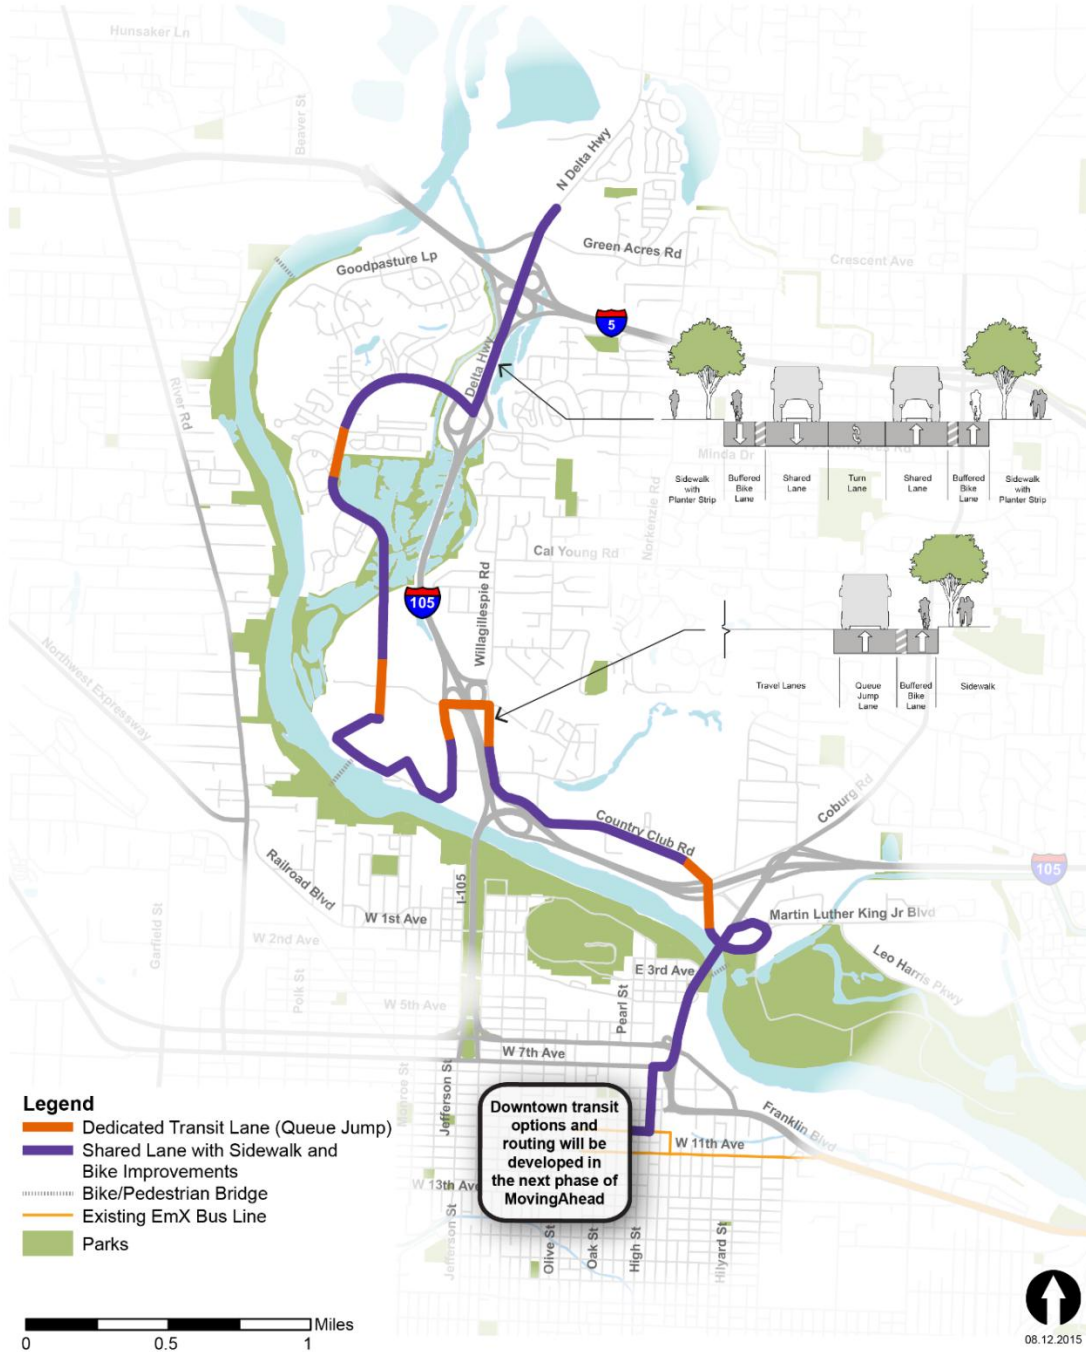 Hunsaker Ln
Beaver St
N Delta Hwy
Green Acres Rd
Goodpasture Lp
Crescent Ave
5
Delta Hwy
River Rd
Minda Dr
Sidewalk
with
Planter Strip
Buffered
Bike
Lane
Shared
Lane
Turn
Lane
Shared
Lane
Buffered
Bike
Lane
Sidewalk
with
Planter Strip
Norkenzie Rd
Cal Young Rd
Willagillespie Rd
105
Northwest Expressway
Travel Lanes
Queue
Jump
Lane
Buffered
Bike
Lane
Sidewalk
Coburg Rd
Country Club Rd
Railroad Blvd
I-105
105
Garfield St
W 1st Ave
Martin Luther King Jr Blvd
W 2nd Ave
Polk St
E 3rd Ave
Leo Harris Pkwy
W 5th Ave
Pearl St
W 7th Ave
Monroe St
Jefferson St
Franklin Blvd
Downtown transit
options and
routing will be
developed in
the next phase of
MovingAhead
W 11th Ave
W 13th Ave
Jefferson St
Olive St
Oak St
High St
Hilyard St
Legend
Dedicated Transit Lane (Queue Jump)
Shared Lane with Sidewalk and
Bike Improvements
Bike/Pedestrian Bridge
Existing EmX Bus Line
Parks
Miles
0 0.5 1
08.12.2015